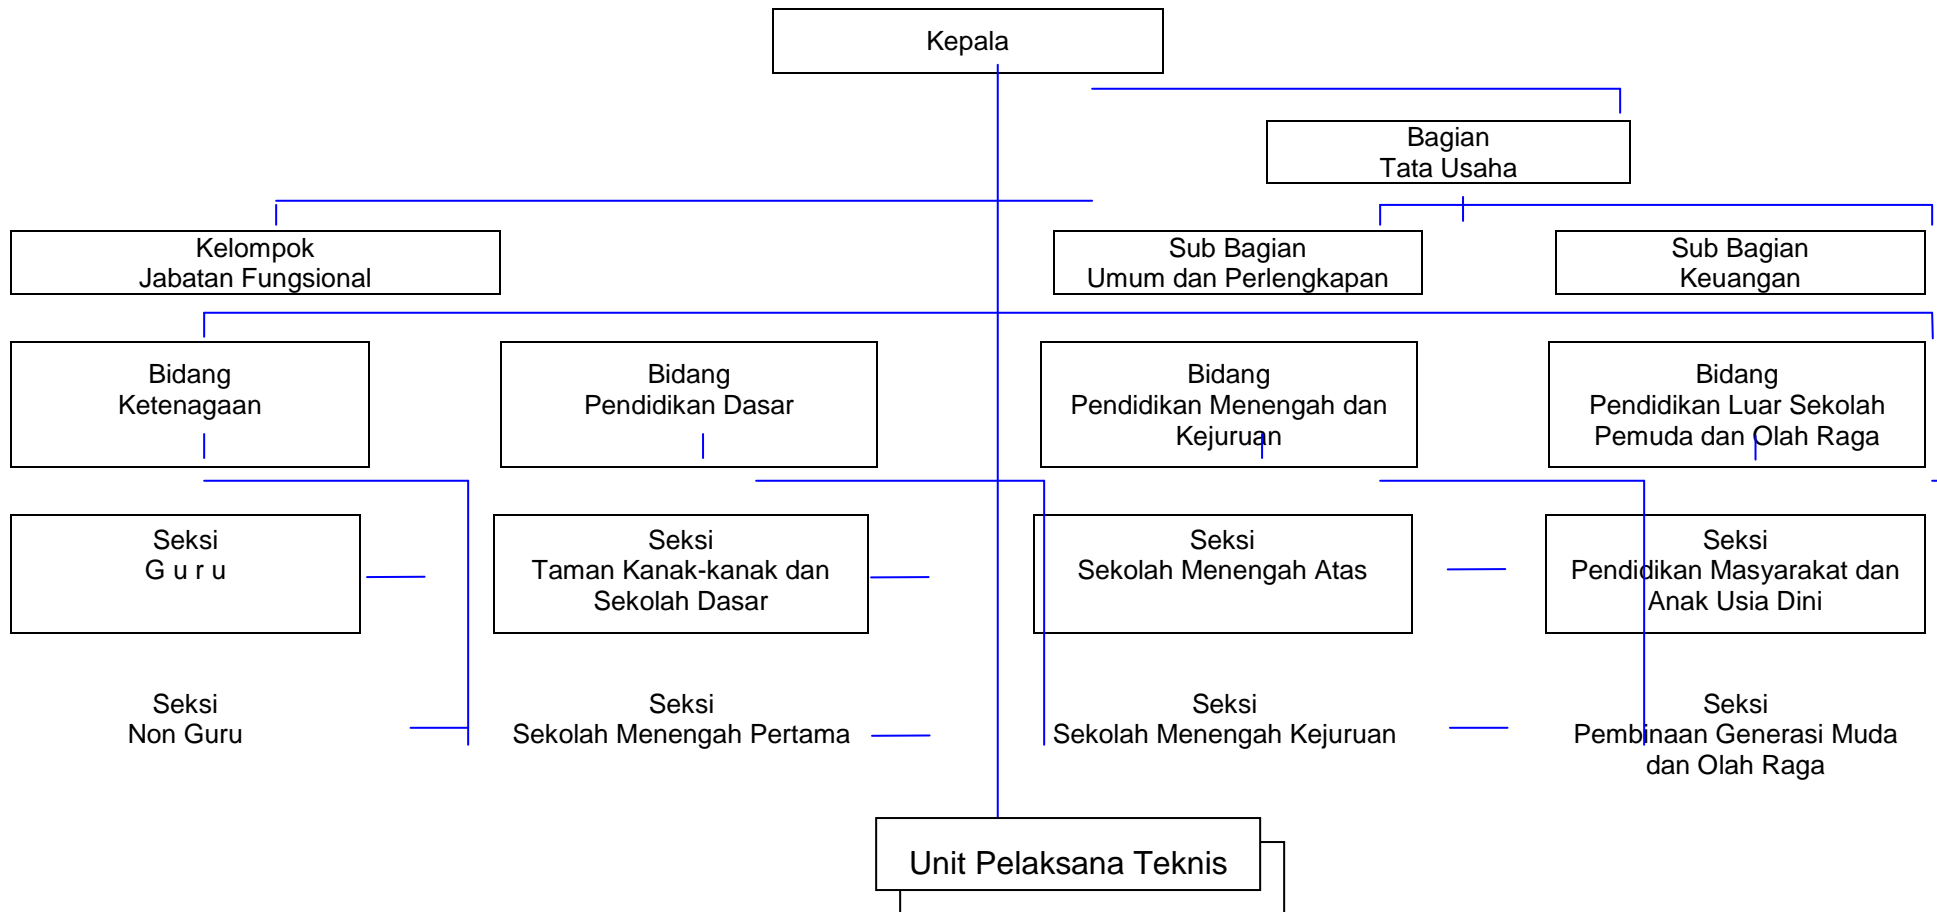 Kepala
Bagian
Tata Usaha
Kelompok
Jabatan Fungsional
Sub Bagian
Umum dan Perlengkapan
Sub Bagian
Keuangan
Bidang
Ketenagaan
Bidang
Pendidikan Dasar
Bidang
Pendidikan Menengah dan
Kejuruan
Bidang
Pendidikan Luar Sekolah
Pemuda dan Olah Raga
Seksi
G u r u
Seksi
Taman Kanak-kanak dan
Sekolah Dasar
Seksi
Sekolah Menengah Atas
Seksi
Pendidikan Masyarakat dan
Anak Usia Dini
Seksi
Non Guru
Seksi
Sekolah Menengah Pertama
Seksi
Sekolah Menengah Kejuruan
Seksi
Pembinaan Generasi Muda
dan Olah Raga
Unit Pelaksana Teknis